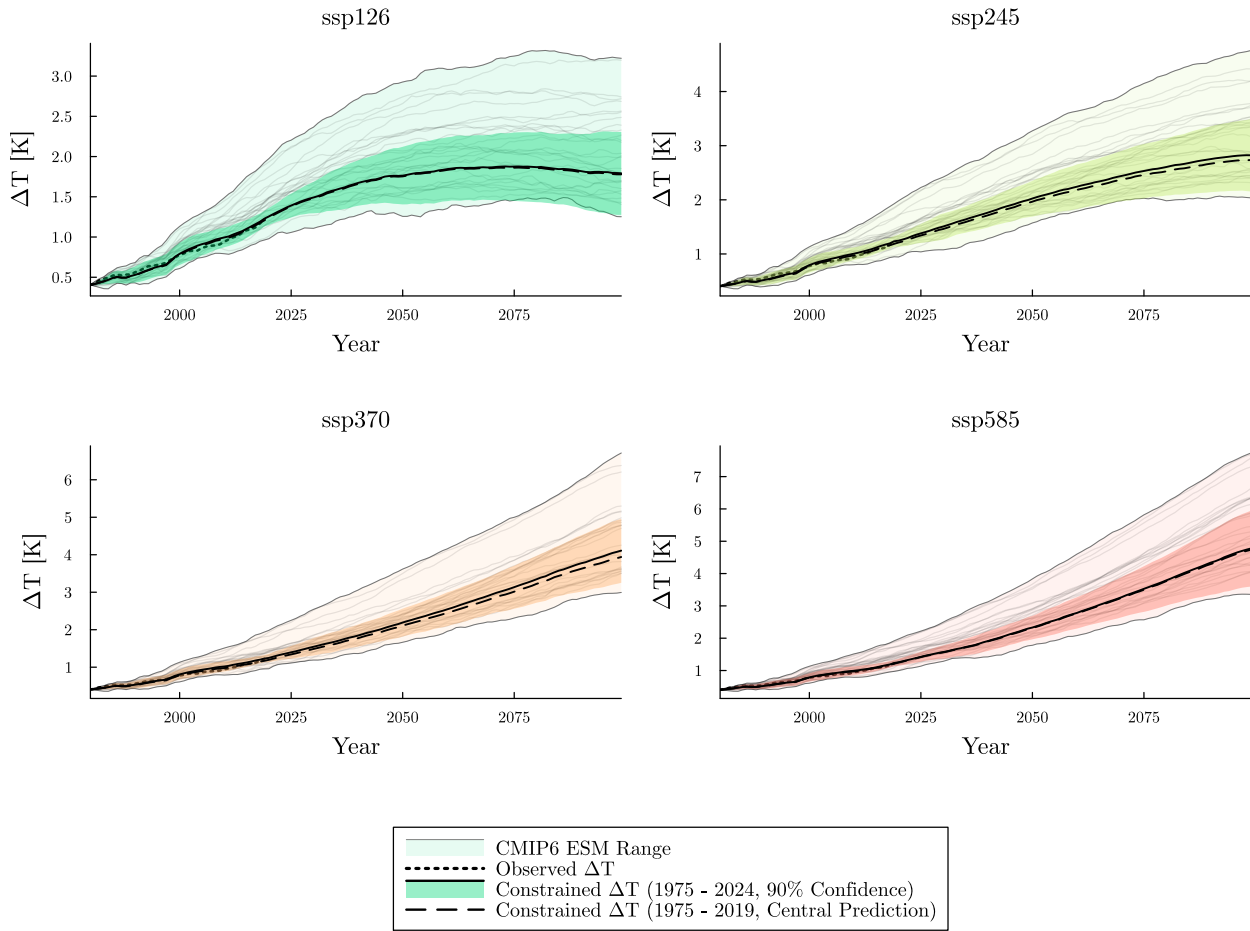 ssp126
ΔT [K]
3.0
2.5
2.0
1.5
1.0
0.5
2000 2025 2050 2075
Year
ssp245
ΔT [K]
4
3
2
1
2000 2025 2050 2075
Year
ssp370
ΔT [K]
6
5
4
3
2
1
2000 2025 2050 2075
Year
ssp585
ΔT [K]
7
6
5
4
3
2
1
2000 2025 2050 2075
Year
CMIP6 ESM Range
Observed ΔT
Constrained ΔT (1975 - 2024, 90% Confidence)
Constrained ΔT (1975 - 2019, Central Prediction)